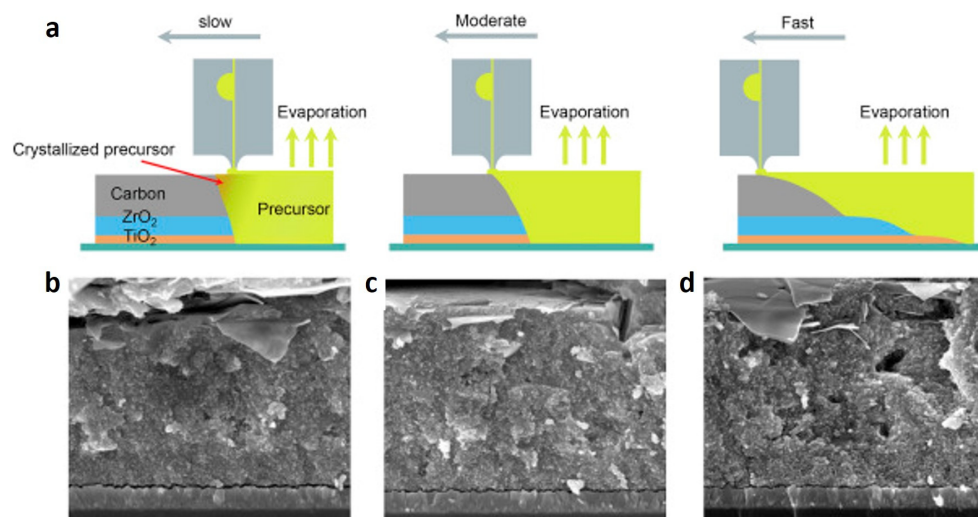 a
slow
Moderate
Fast
Evaporation
Evaporation
Evaporation
Crystallized precursor
Carbon
ZrO₂
TiO₂
Precursor
b
c
d